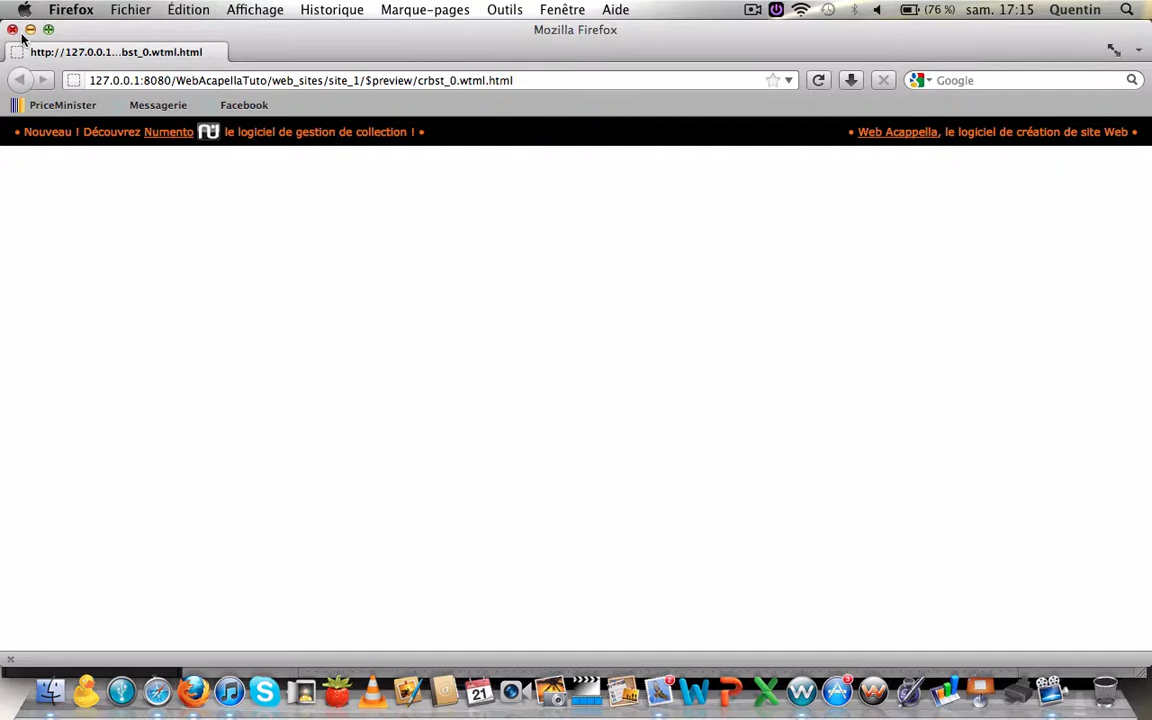 Firefox Fichier Édition Affichage Historique Marque-pages Outils Fenêtre Aide (76 %) sam. 17:15 Quentin
Mozilla Firefox
http://127.0.0.1...bst_0.wtml.html
127.0.0.1:8080/WebAcapellaTuto/web_sites/site_1/$preview/crbst_0.wtml.html Google
PriceMinister Messagerie Facebook
• Nouveau ! Découvrez Numento le logiciel de gestion de collection ! • • Web Acappella, le logiciel de création de site Web •
21